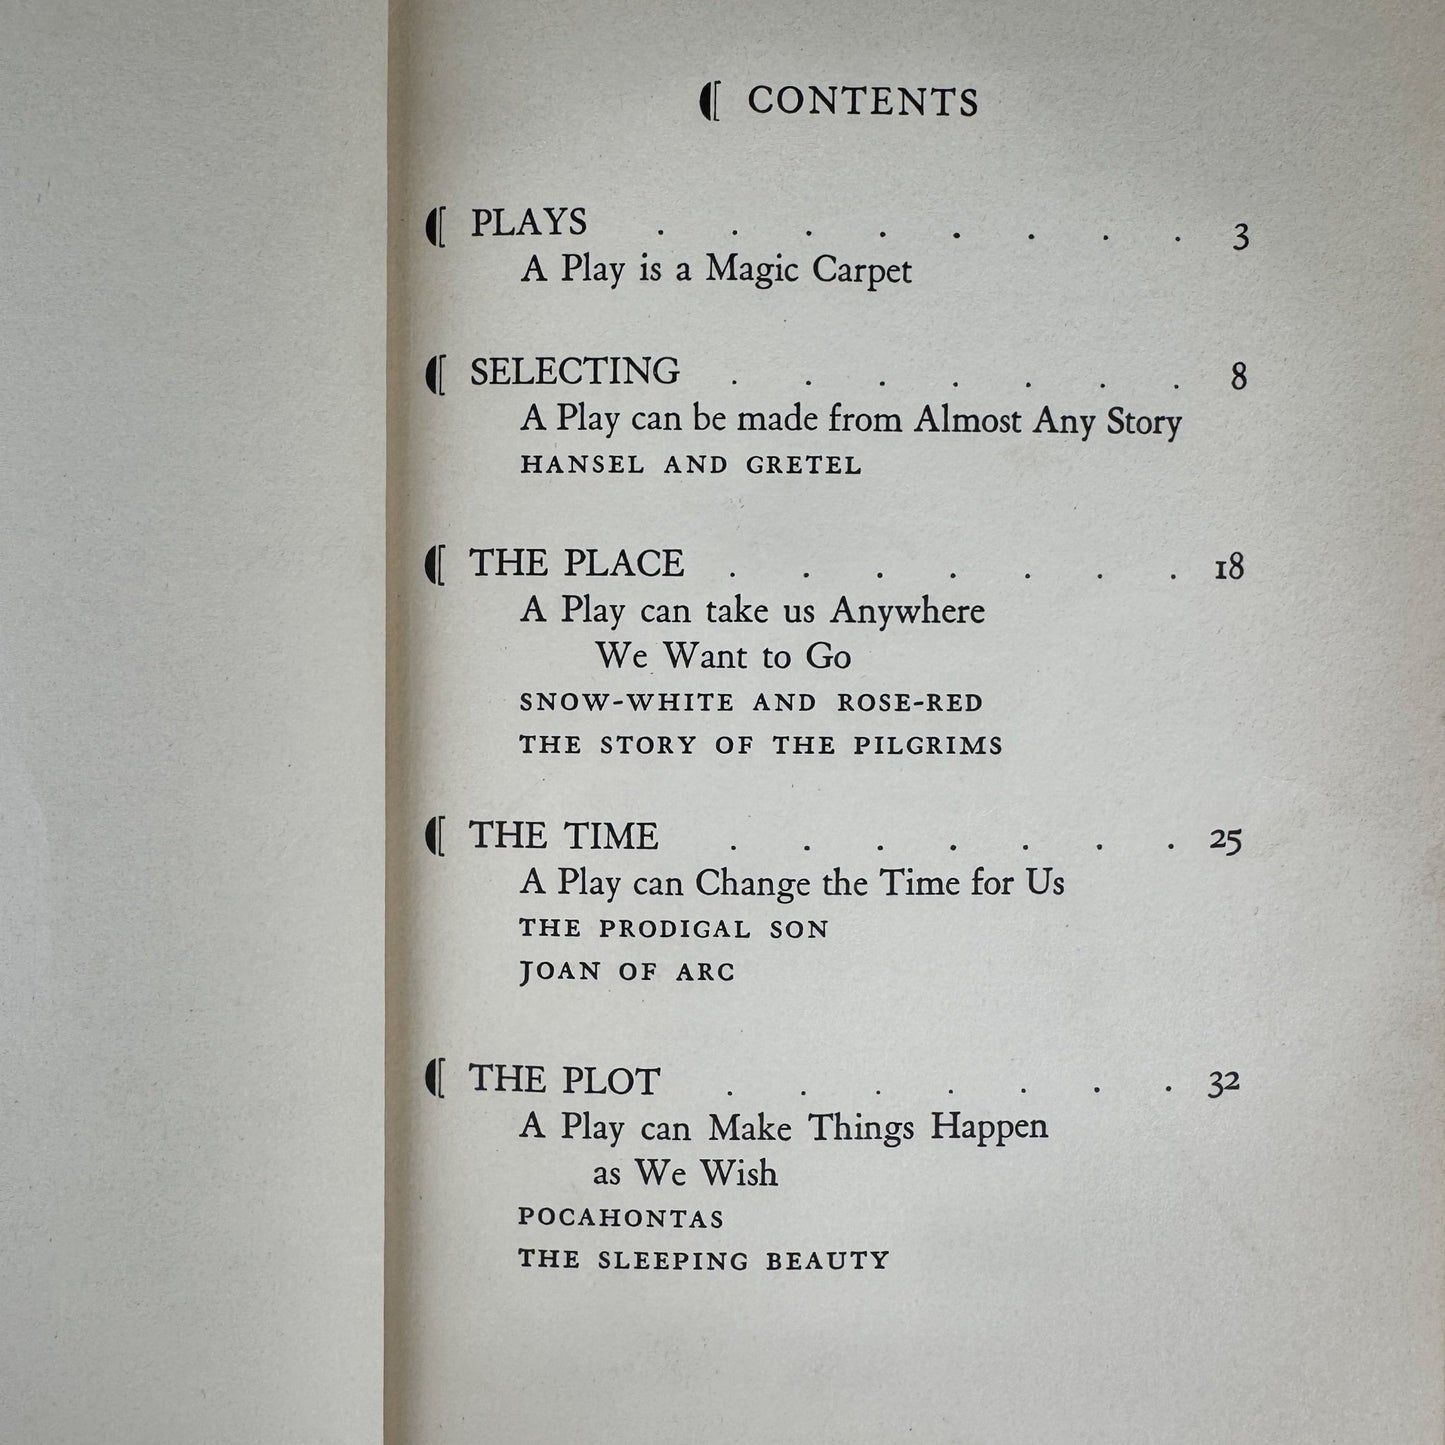 CONTENTS
PLAYS . . . . . . . . 3
A Play is a Magic Carpet
SELECTING . . . . . . . 8
A Play can be made from Almost Any Story
HANSEL AND GRETEL
THE PLACE . . . . . . . 18
A Play can take us Anywhere
We Want to Go
SNOW-WHITE AND ROSE-RED
THE STORY OF THE PILGRIMS
THE TIME . . . . . . . 25
A Play can Change the Time for Us
THE PRODIGAL SON
JOAN OF ARC
THE PLOT . . . . . . . 32
A Play can Make Things Happen
as We Wish
POCAHONTAS
THE SLEEPING BEAUTY